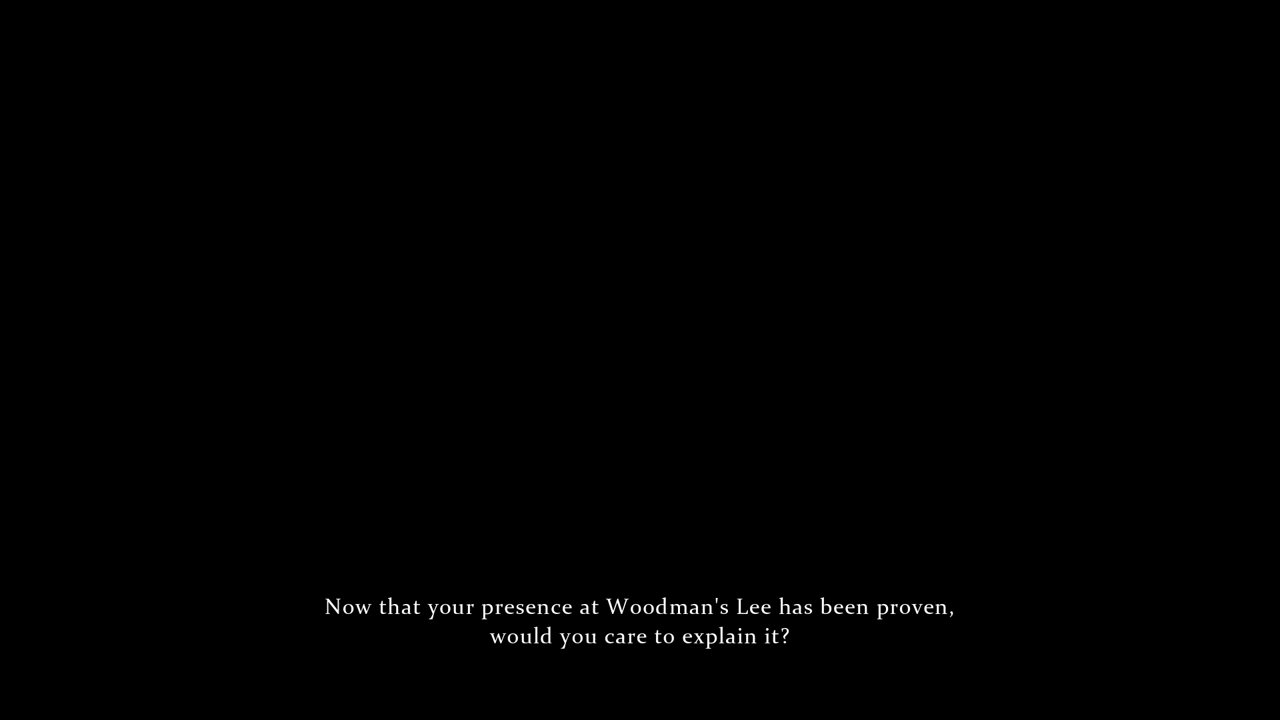 Now that your presence at Woodman's Lee has been proven,
would you care to explain it?